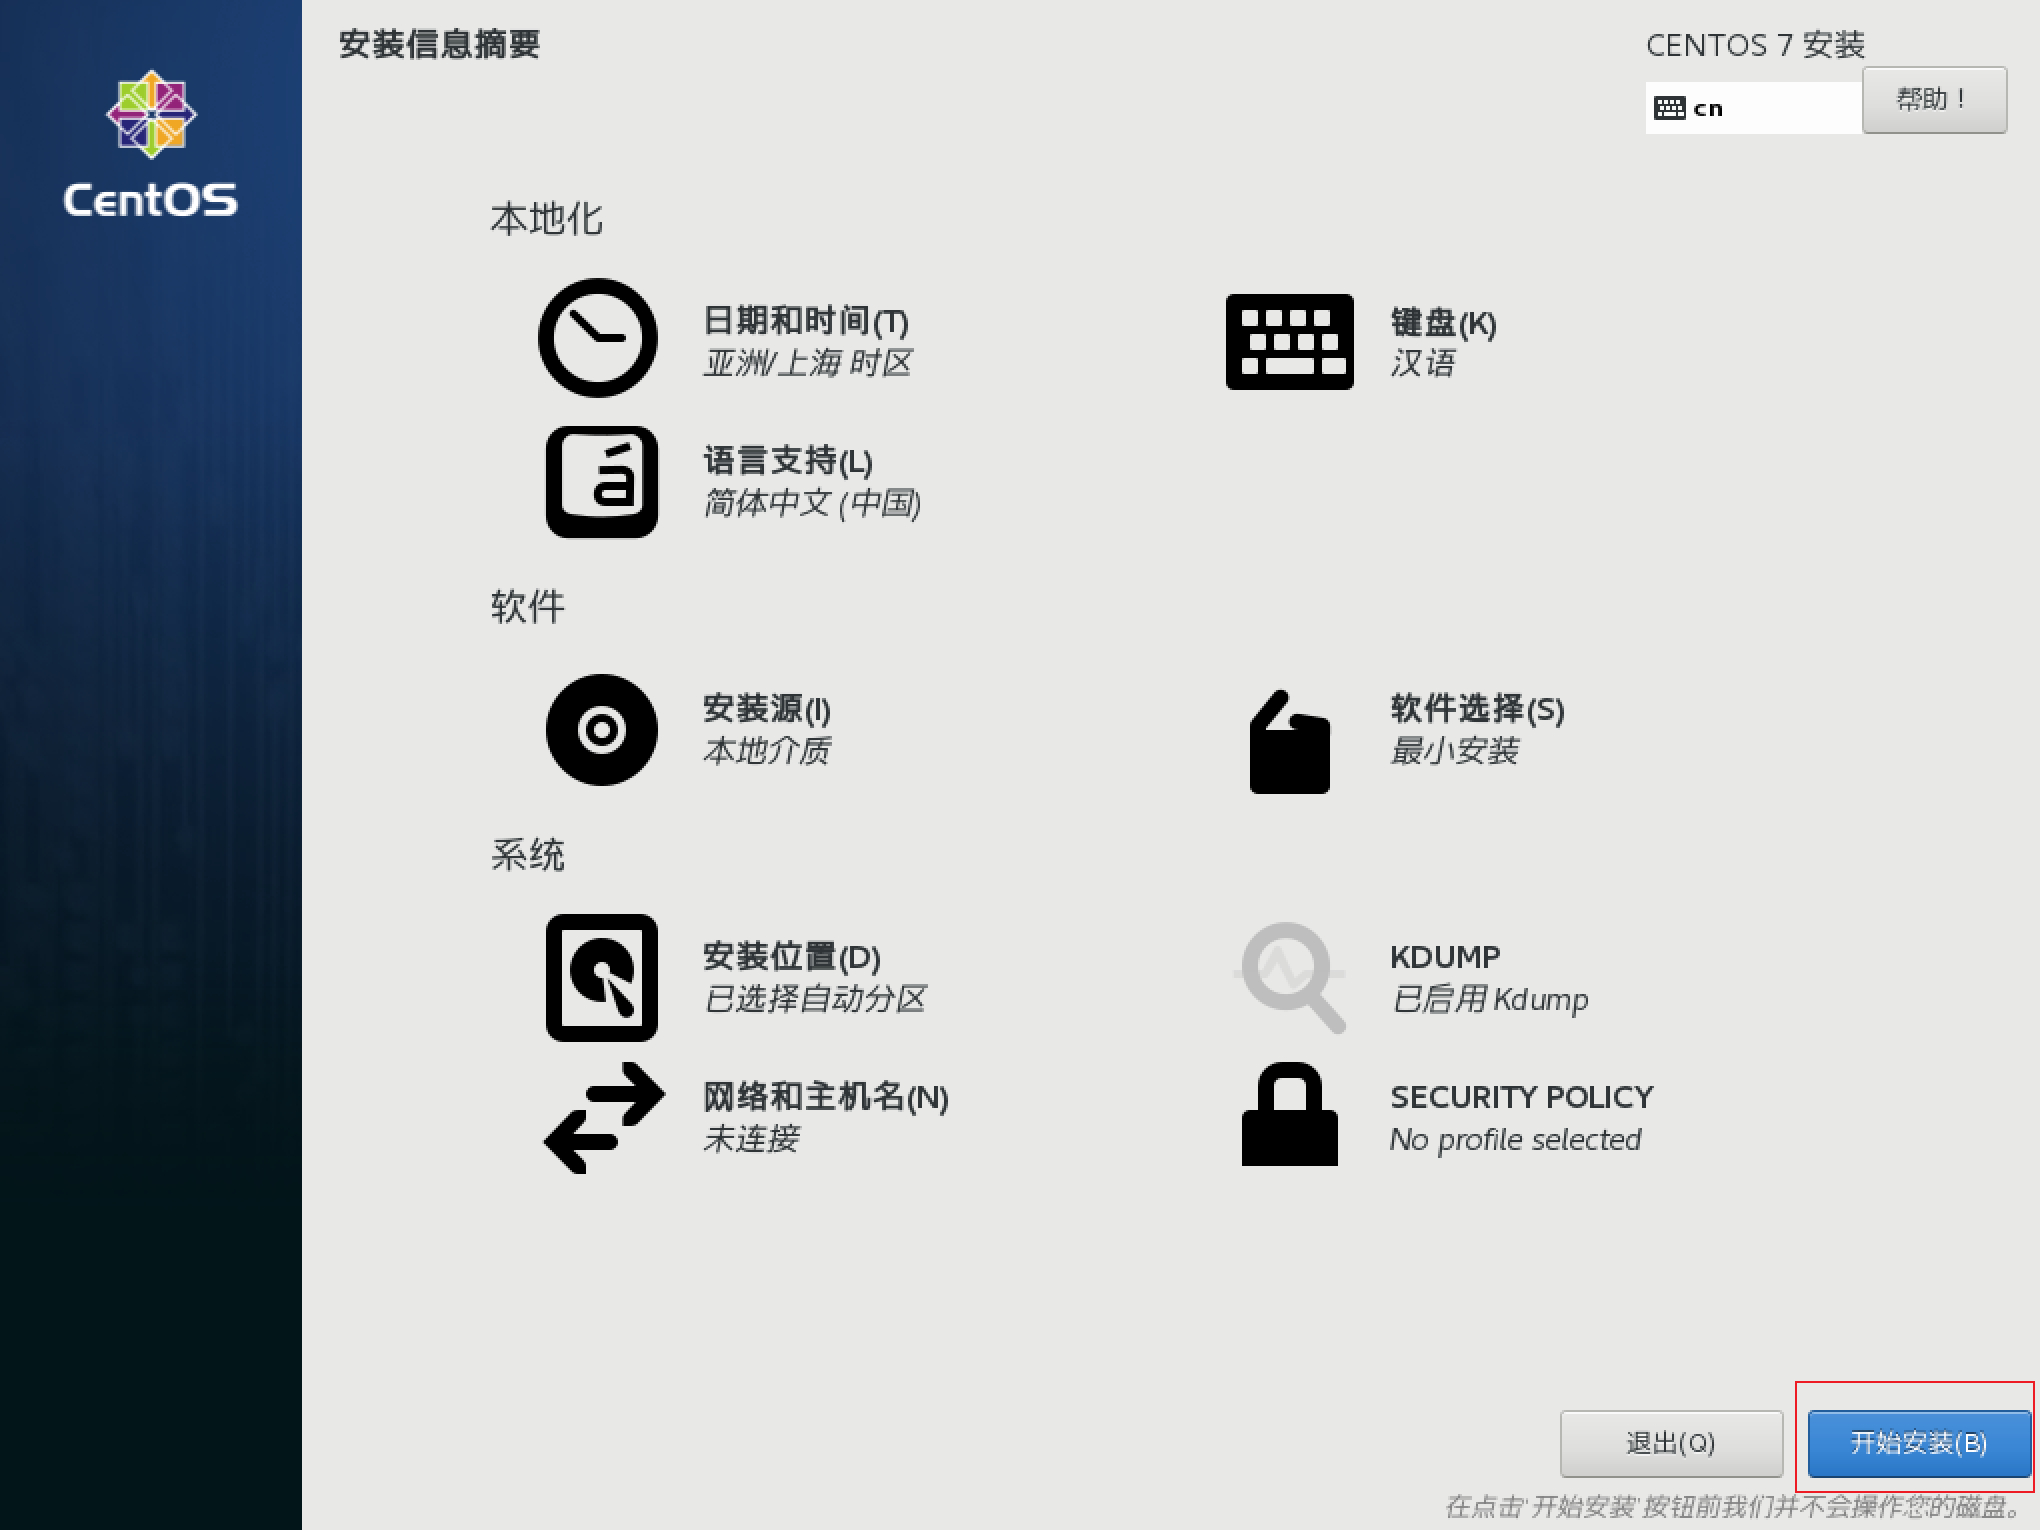 安装信息摘要
CENTOS 7 安装
cn
帮助！
CentOS
本地化
日期和时间(T)
亚洲/上海 时区
键盘(K)
汉语
语言支持(L)
简体中文 (中国)
软件
安装源(I)
本地介质
软件选择(S)
最小安装
系统
安装位置(D)
已选择自动分区
KDUMP
已启用 Kdump
网络和主机名(N)
未连接
SECURITY POLICY
No profile selected
退出(Q)
开始安装(B)
在点击'开始安装'按钮前我们并不会操作您的磁盘。